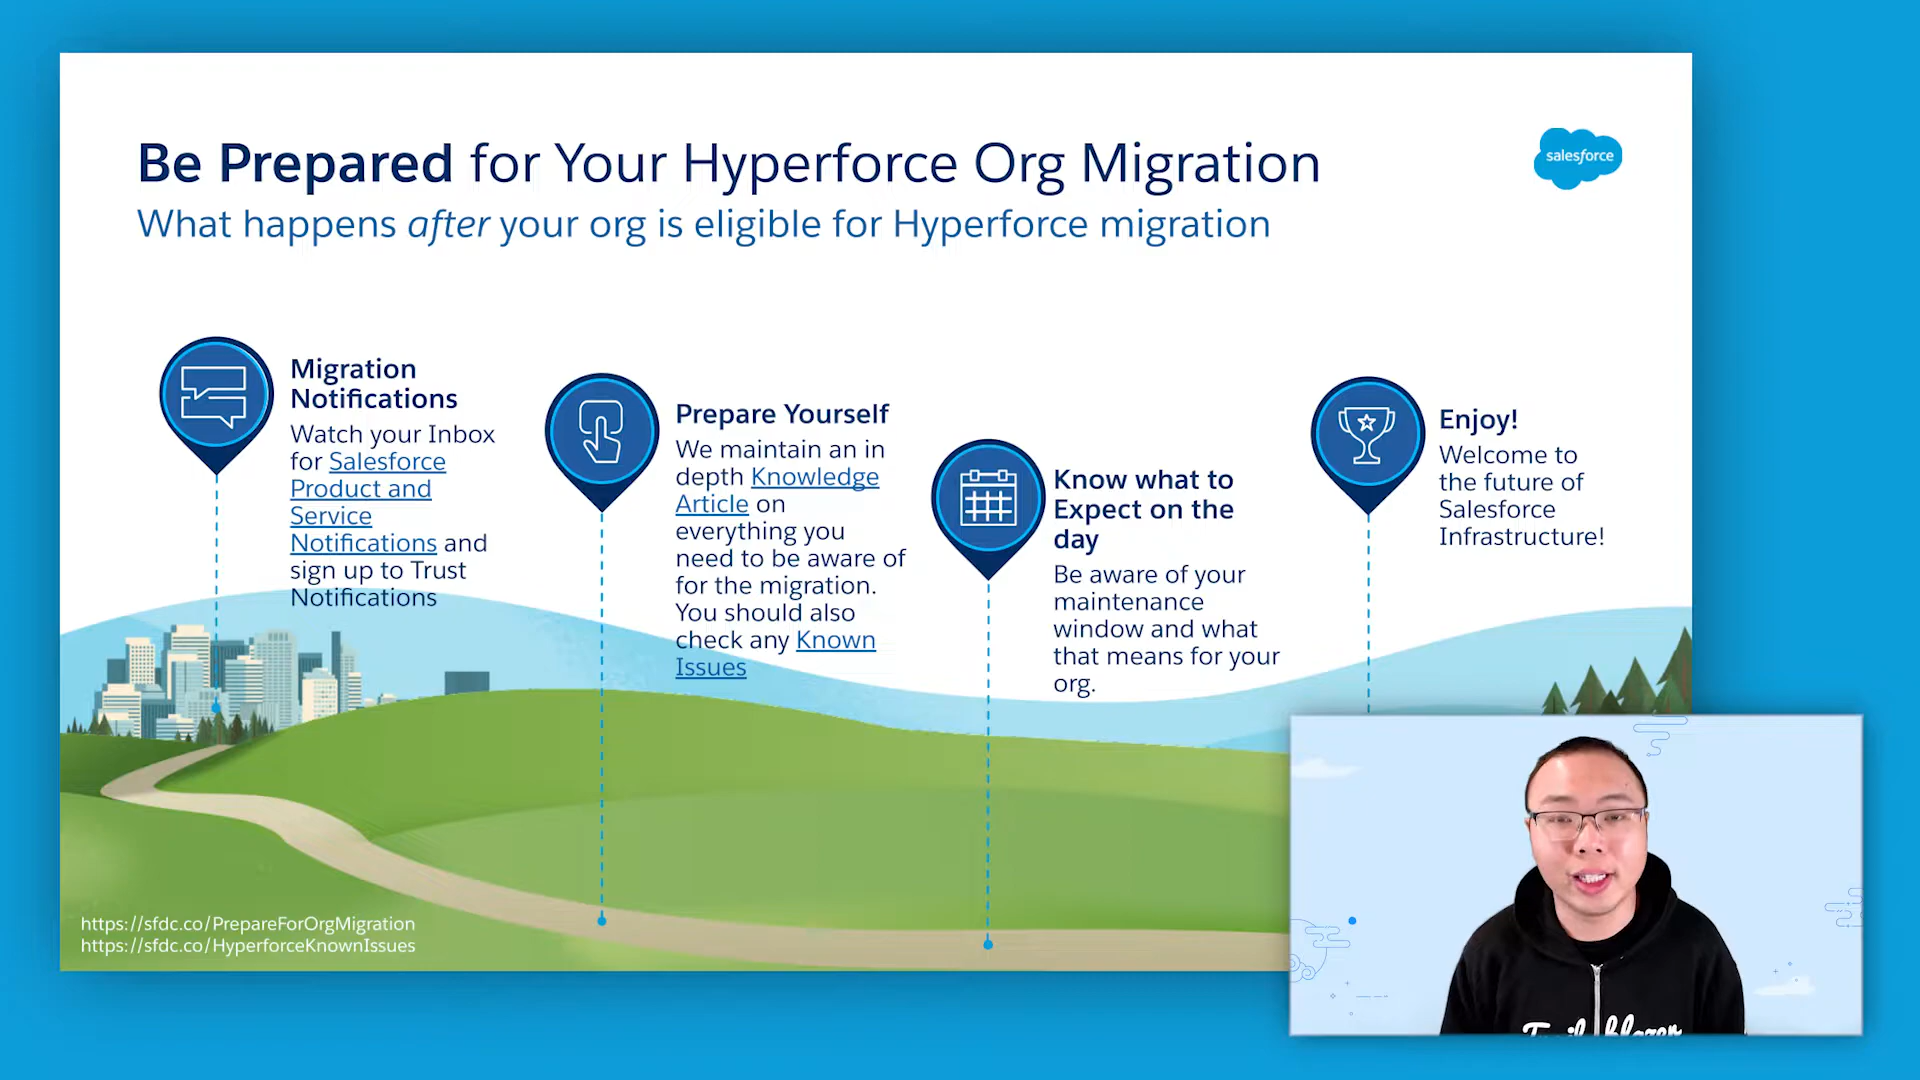 Be Prepared for Your Hyperforce Org Migration
What happens after your org is eligible for Hyperforce migration
salesforce
Migration
Notifications
Watch your Inbox
for Salesforce
Product and
Service
Notifications and
sign up to Trust
Notifications
Prepare Yourself
We maintain an in
depth Knowledge
Article on
everything you
need to be aware of
for the migration.
You should also
check any Known
Issues
Know what to
Expect on the
day
Be aware of your
maintenance
window and what
that means for your
org.
Enjoy!
Welcome to
the future of
Salesforce
Infrastructure!
https://sfdc.co/PrepareForOrgMigration
https://sfdc.co/HyperforceKnownIssues